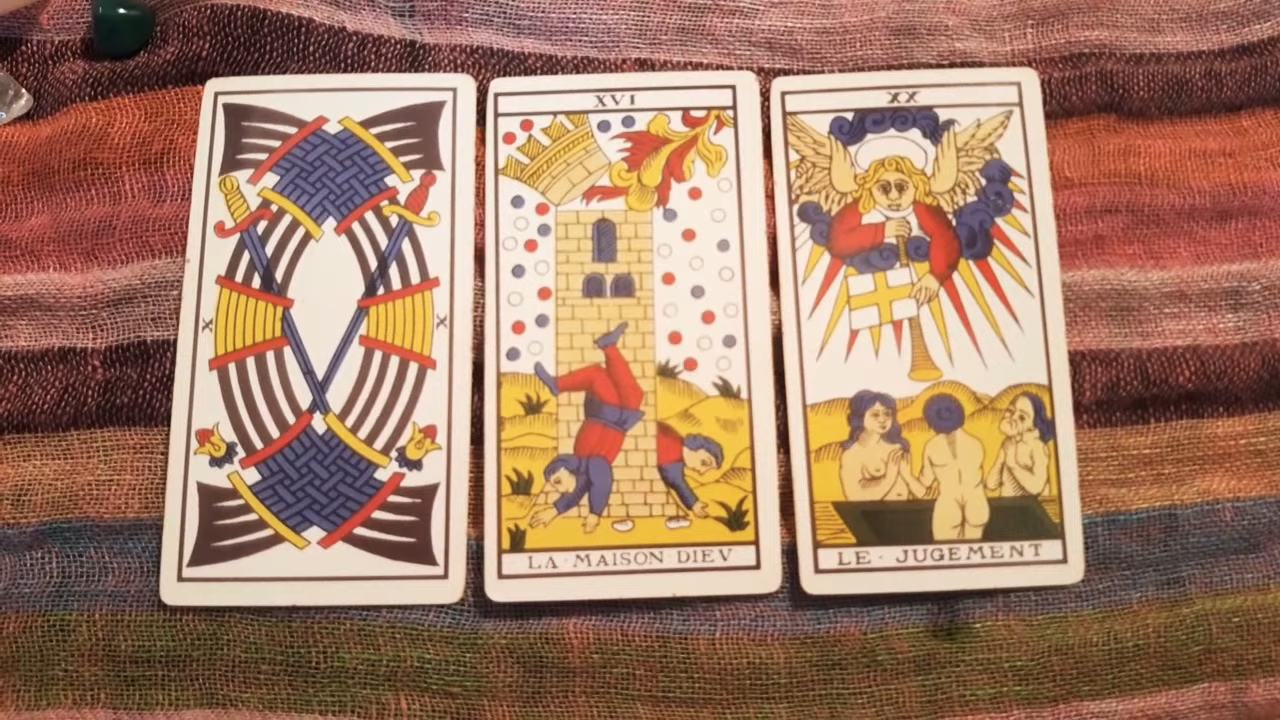 X
X
XVI
LA · MAISON DIEV
XX
LE · JUGEMENT